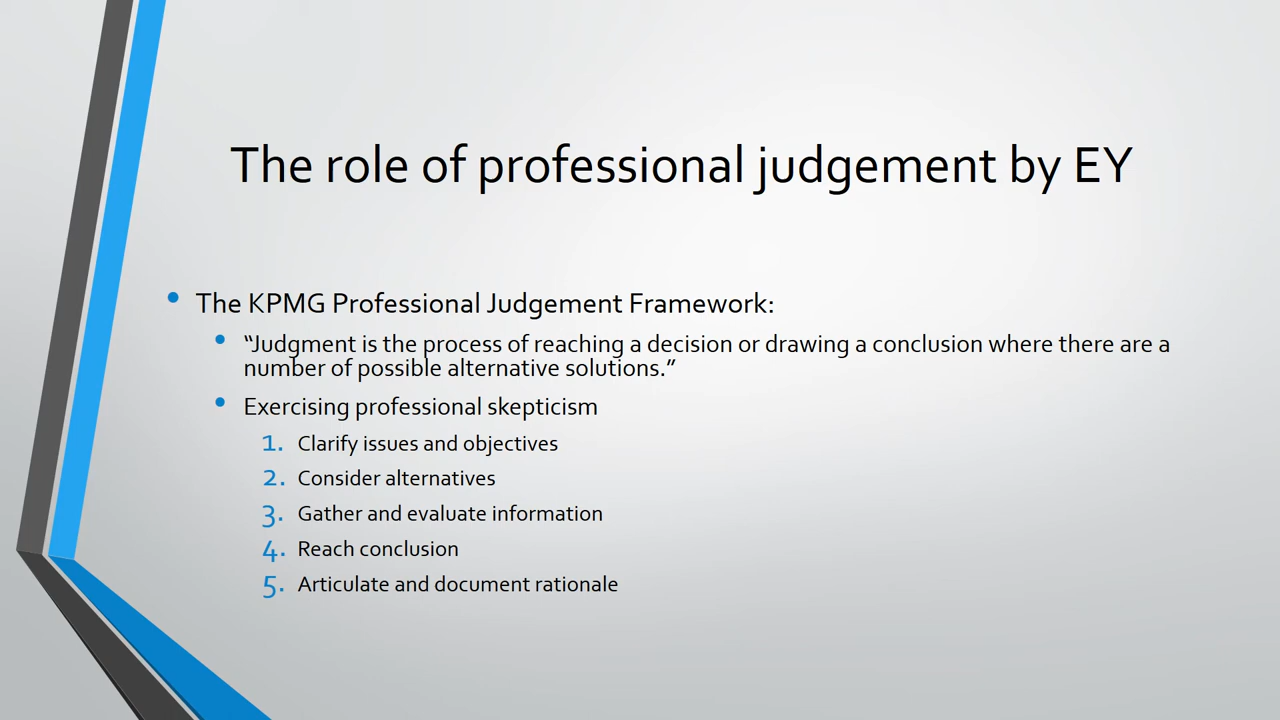 The role of professional judgement by EY
• The KPMG Professional Judgement Framework:
• “Judgment is the process of reaching a decision or drawing a conclusion where there are a
number of possible alternative solutions.”
• Exercising professional skepticism
1. Clarify issues and objectives
2. Consider alternatives
3. Gather and evaluate information
4. Reach conclusion
5. Articulate and document rationale